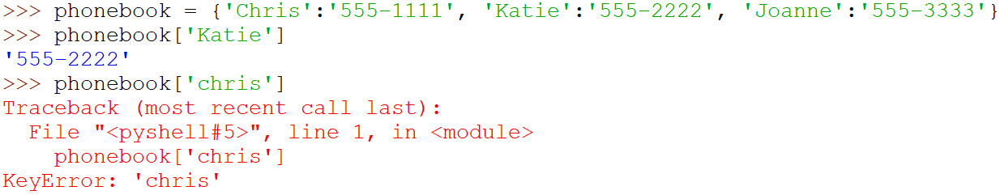 >>> phonebook = {'Chris':'555-1111', 'Katie':'555-2222', 'Joanne':'555-3333'}
>>> phonebook['Katie']
'555-2222'
>>> phonebook['chris']
Traceback (most recent call last):
  File "<pyshell#5>", line 1, in <module>
    phonebook['chris']
KeyError: 'chris'